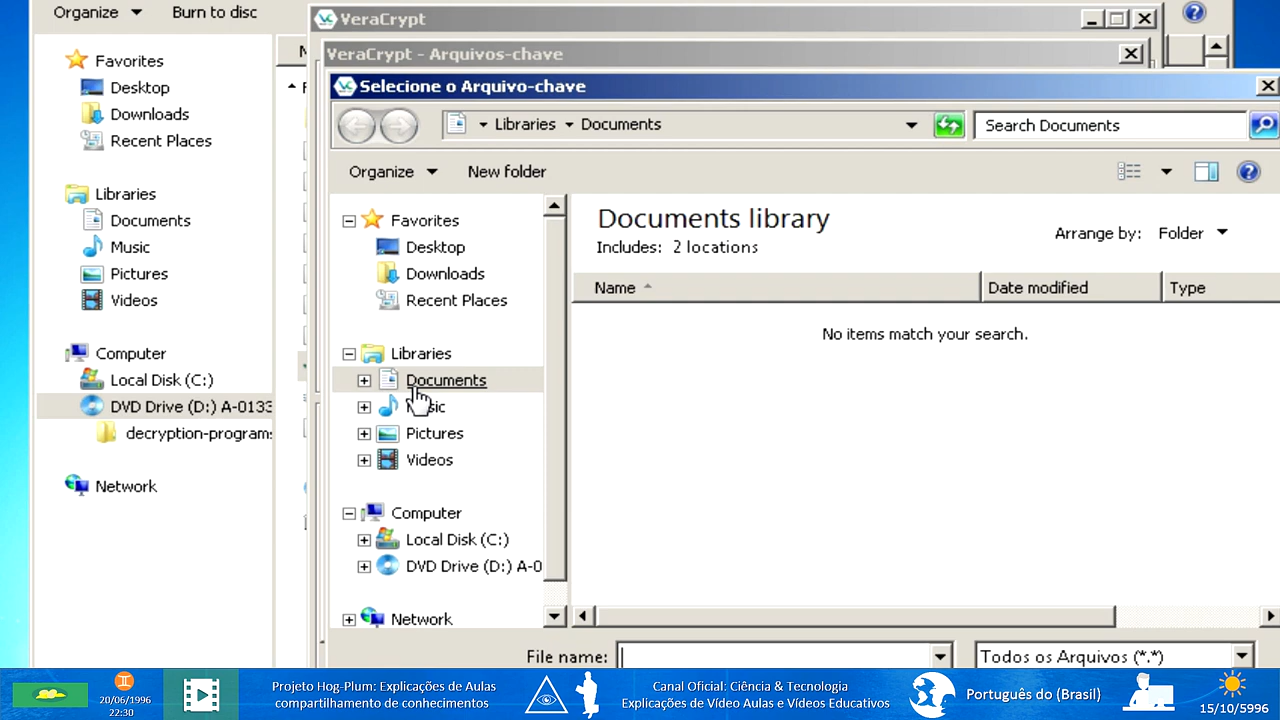 Organize
Burn to disc
Favorites
Desktop
Downloads
Recent Places
Libraries
Documents
Music
Pictures
Videos
Computer
Local Disk (C:)
DVD Drive (D:) A-0133
decryption-programs
Network
VeraCrypt
VeraCrypt - Arquivos-chave
Selecione o Arquivo-chave
Libraries Documents
Search Documents
Organize
New folder
Favorites
Desktop
Downloads
Recent Places
Libraries
Documents
Music
Pictures
Videos
Computer
Local Disk (C:)
DVD Drive (D:) A-0
Network
Documents library
Includes: 2 locations
Arrange by: Folder
Name
Date modified
Type
No items match your search.
File name:
Todos os Arquivos (*.*)
20/06/1996
22:30
Projeto Hog-Plum: Explicações de Aulas
compartilhamento de conhecimentos
Canal Oficial: Ciência & Tecnologia
Explicações de Vídeo Aulas e Vídeos Educativos
Português do (Brasil)
15/10/5996